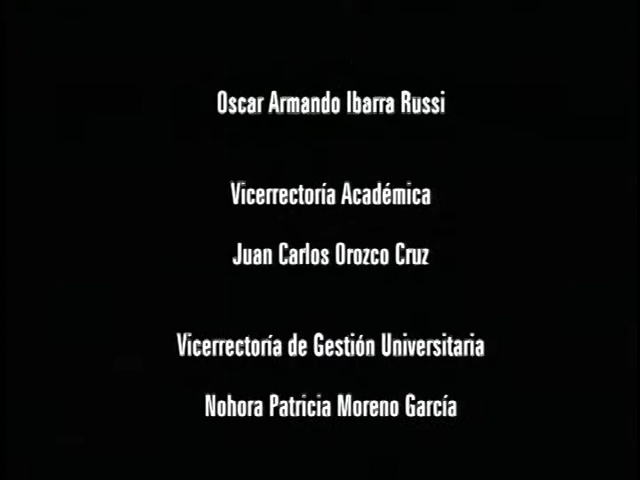 Oscar Armando Ibarra Russi
Vicerrectoría Académica
Juan Carlos Orozco Cruz
Vicerrectoría de Gestión Universitaria
Nohora Patricia Moreno García